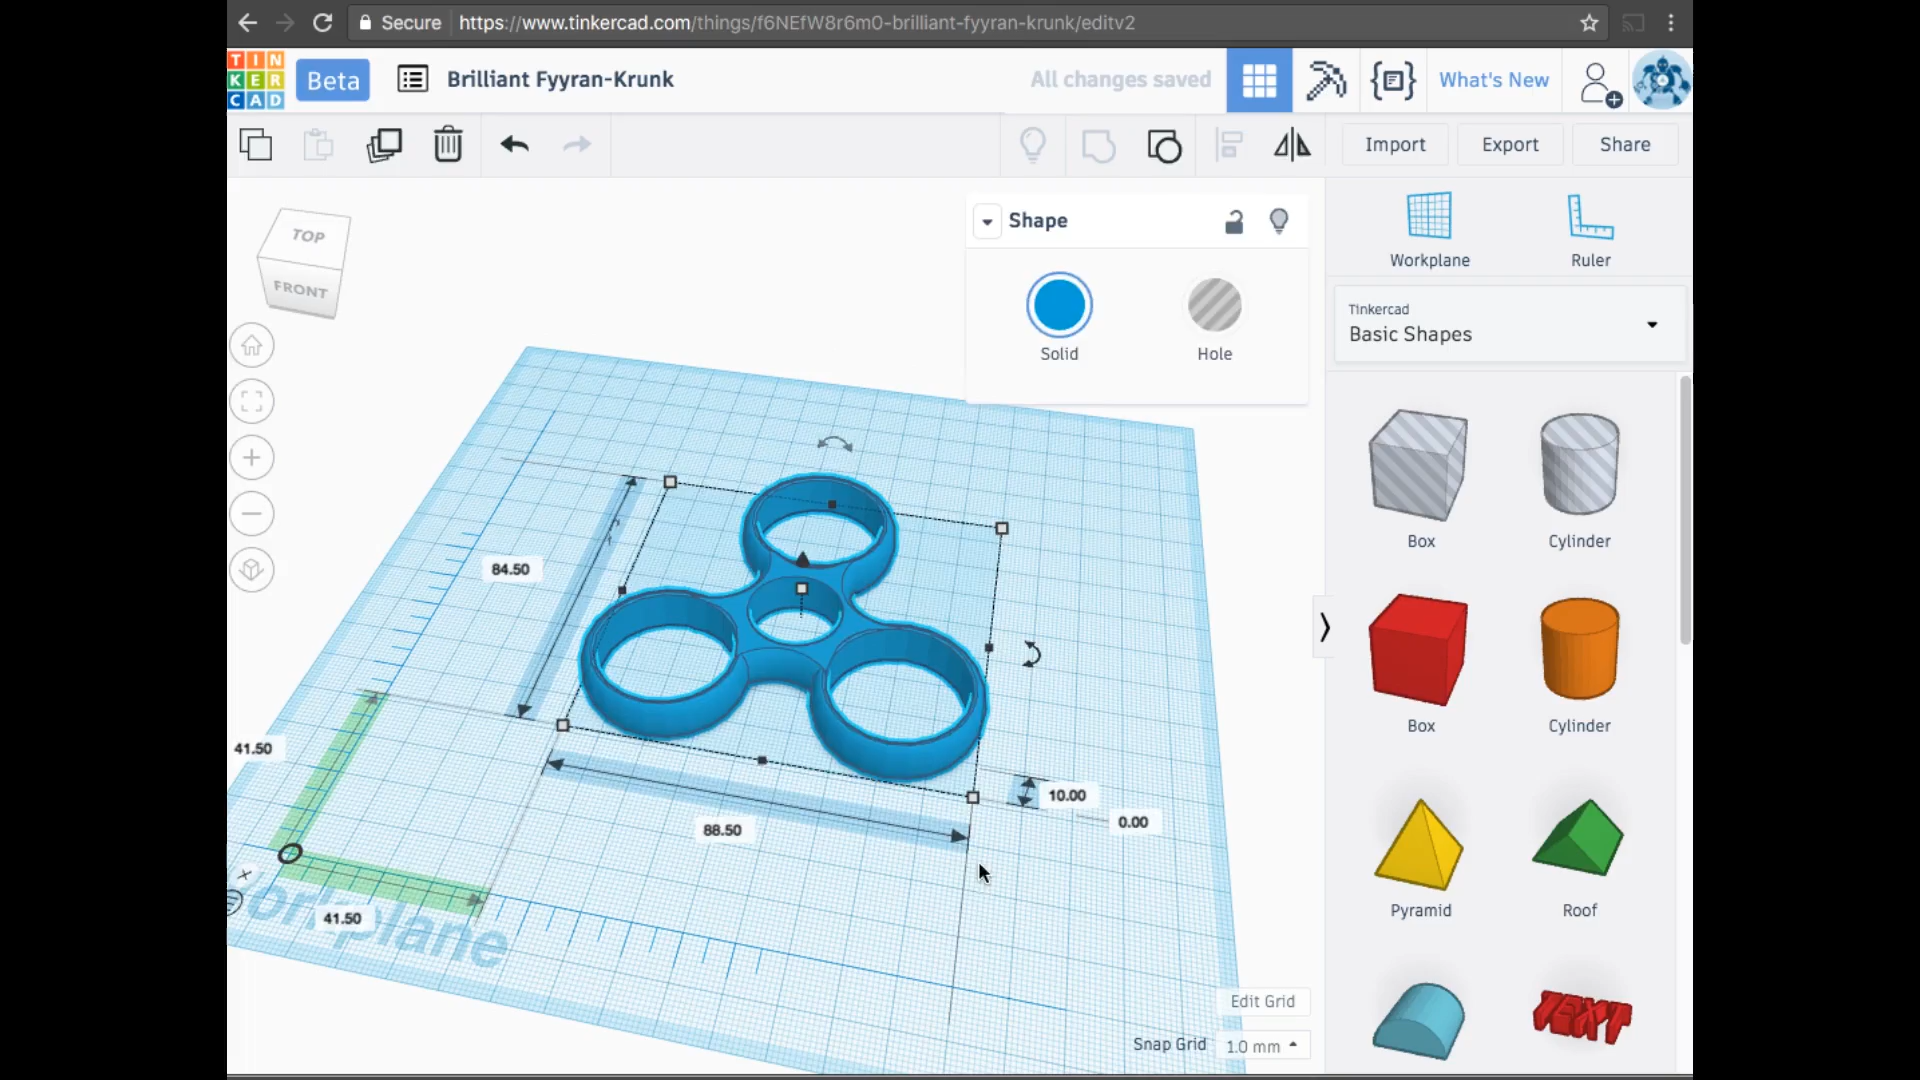 Secure https://www.tinkercad.com/things/f6NEfW8r6m0-brilliant-fyyran-krunk/editv2
TIN
KER
CAD
Beta
Brilliant Fyyran-Krunk
All changes saved
What's New
Import
Export
Share
TOP
FRONT
Shape
Solid
Hole
Workplane
Ruler
Tinkercad
Basic Shapes
Box
Cylinder
Box
Cylinder
Pyramid
Roof
TEXT
84.50
41.50
88.50
10.00
0.00
41.50
orkplane
Edit Grid
Snap Grid 1.0 mm